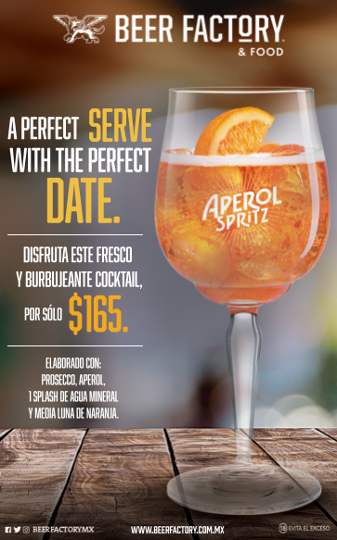 BEER FACTORY
& FOOD
A PERFECT SERVE
WITH THE PERFECT
DATE.
APEROL
SPRITZ
DISFRUTA ESTE FRESCO
Y BURBUJEANTE COCKTAIL,
POR SÓLO $165.
ELABORADO CON:
PROSECCO, APEROL,
1 SPLASH DE AGUA MINERAL
Y MEDIA LUNA DE NARANJA.
BEERFACTORYMX
WWW.BEERFACTORY.COM.MX
18 EVITA EL EXCESO